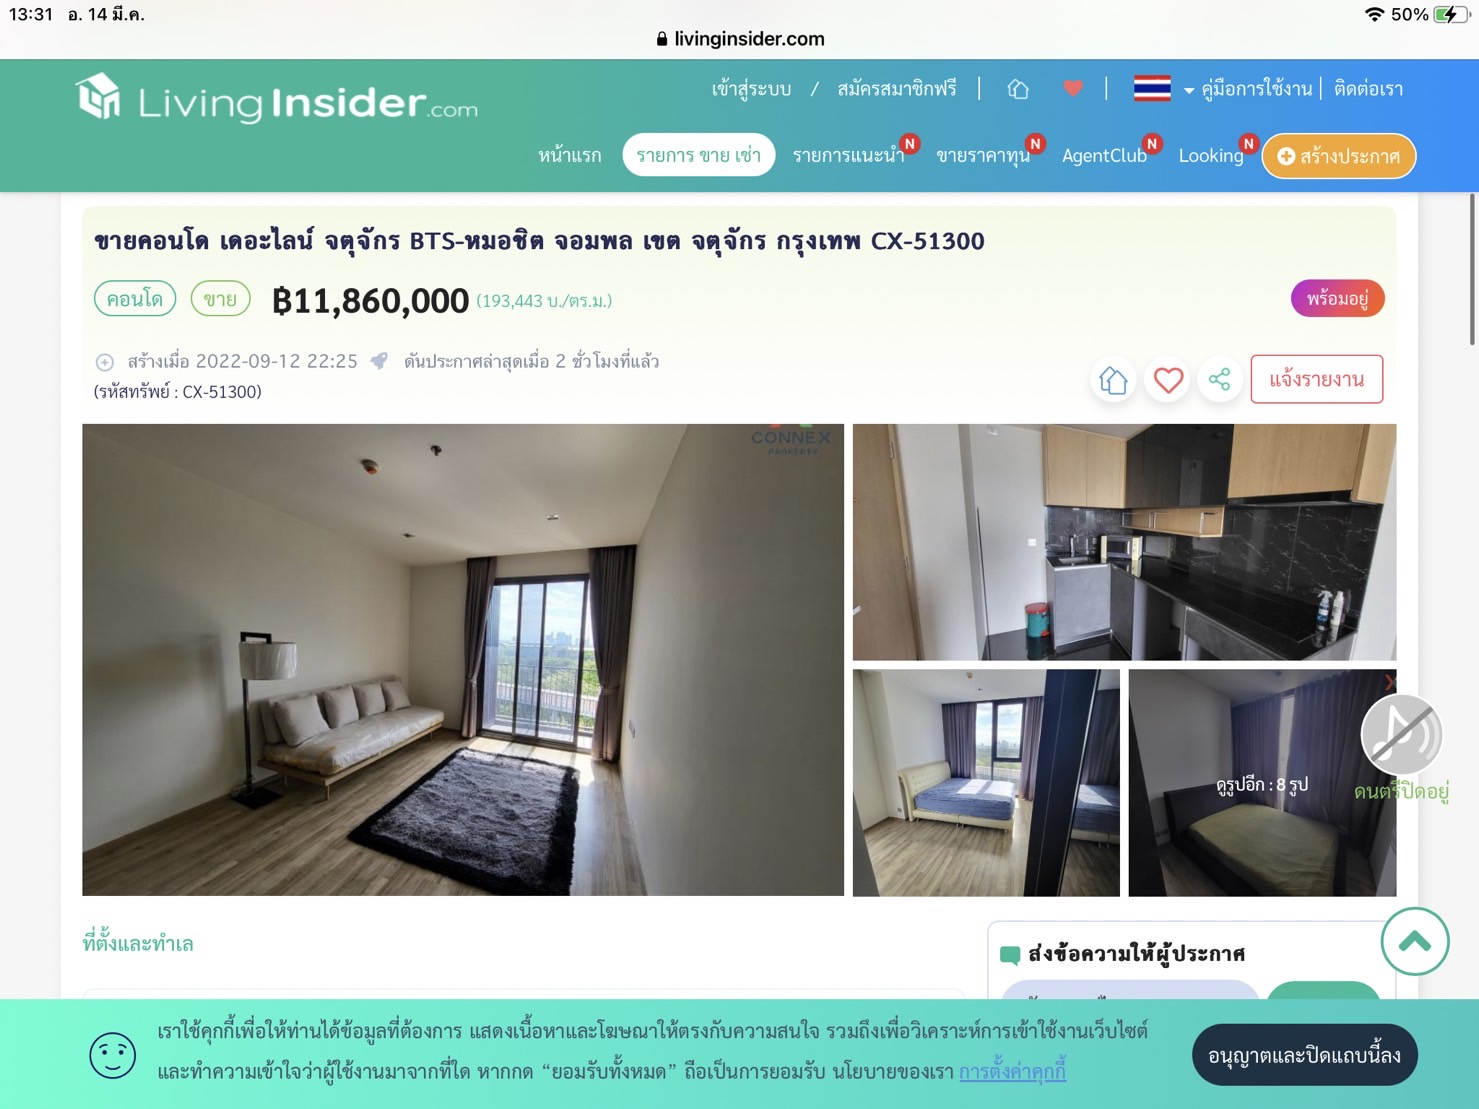 13:31 อ. 14 มี.ค.
50%
livinginsider.com
LivingInsider.com
เข้าสู่ระบบ / สมัครสมาชิกฟรี
คู่มือการใช้งาน
ติดต่อเรา
หน้าแรก
รายการ ขาย เช่า
รายการแนะนำ N
ขายราคาทุน N
AgentClub N
Looking N
สร้างประกาศ
ขายคอนโด เดอะไลน์ จตุจักร BTS-หมอชิต จอมพล เขต จตุจักร กรุงเทพ CX-51300
คอนโด ขาย ฿11,860,000 (193,443 บ./ตร.ม.)
พร้อมอยู่
สร้างเมื่อ 2022-09-12 22:25 ดันประกาศล่าสุดเมื่อ 2 ชั่วโมงที่แล้ว
(รหัสทรัพย์ : CX-51300)
แจ้งรายงาน
CONNEX
PROPERTY
X
ดูรูปอีก : 8 รูป
ดนตรีปิดอยู่
ที่ตั้งและทำเล
ส่งข้อความให้ผู้ประกาศ
เราใช้คุกกี้เพื่อให้ท่านได้ข้อมูลที่ต้องการ แสดงเนื้อหาและโฆษณาให้ตรงกับความสนใจ รวมถึงเพื่อวิเคราะห์การเข้าใช้งานเว็บไซต์
และทำความเข้าใจว่าผู้ใช้งานมาจากที่ใด หากกด “ยอมรับทั้งหมด” ถือเป็นการยอมรับ นโยบายของเรา การตั้งค่าคุกกี้
อนุญาตและปิดแถบนี้ลง